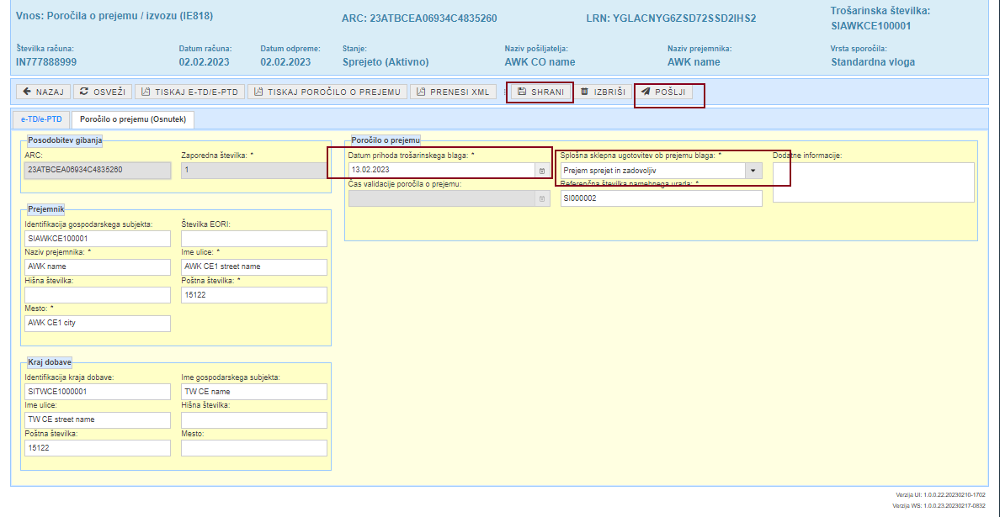 Vnos: Poročila o prejemu / izvozu (IE818)
ARC: 23ATBCEA06934C4835260
LRN: YGLACNYG6ZSD72SSD2IHS2
Trošarinska številka:
SIAWKCE100001
Številka računa:
IN777888999
Datum računa:
02.02.2023
Datum odpreme:
02.02.2023
Stanje:
Sprejeto (Aktivno)
Naziv pošiljatelja:
AWK CO name
Naziv prejemnika:
AWK name
Vrsta sporočila:
Standardna vloga
NAZAJ
OSVEŽI
TISKAJ E-TD/E-PTD
TISKAJ POROČILO O PREJEMU
PRENESI XML
SHRANI
IZBRIŠI
POŠLJI
e-TD/e-PTD
Poročilo o prejemu (Osnutek)
Posodobitev gibanja
ARC:
23ATBCEA06934C4835260
Zaporedna številka: *
1
Prejemnik
Identifikacija gospodarskega subjekta:
SIAWKCE100001
Številka EORI:
Naziv prejemnika: *
AWK name
Ime ulice: *
AWK CE1 street name
Hišna številka:
Poštna številka: *
15122
Mesto: *
AWK CE1 city
Kraj dobave
Identifikacija kraja dobave:
SITWCE1000001
Ime gospodarskega subjekta:
TW CE name
Ime ulice:
TW CE street name
Hišna številka:
Poštna številka:
15122
Mesto:
Poročilo o prejemu
Datum prihoda trošarinskega blaga: *
13.02.2023
Splošna sklepna ugotovitev ob prejemu blaga: *
Prejem sprejet in zadovoljiv
Dodatne informacije:
Čas validacije poročila o prejemu:
Referenčna številka namembnega urada: *
SI000002
Verzija UI: 1.0.0.22.20230210-1702
Verzija WS: 1.0.0.23.20230217-0832